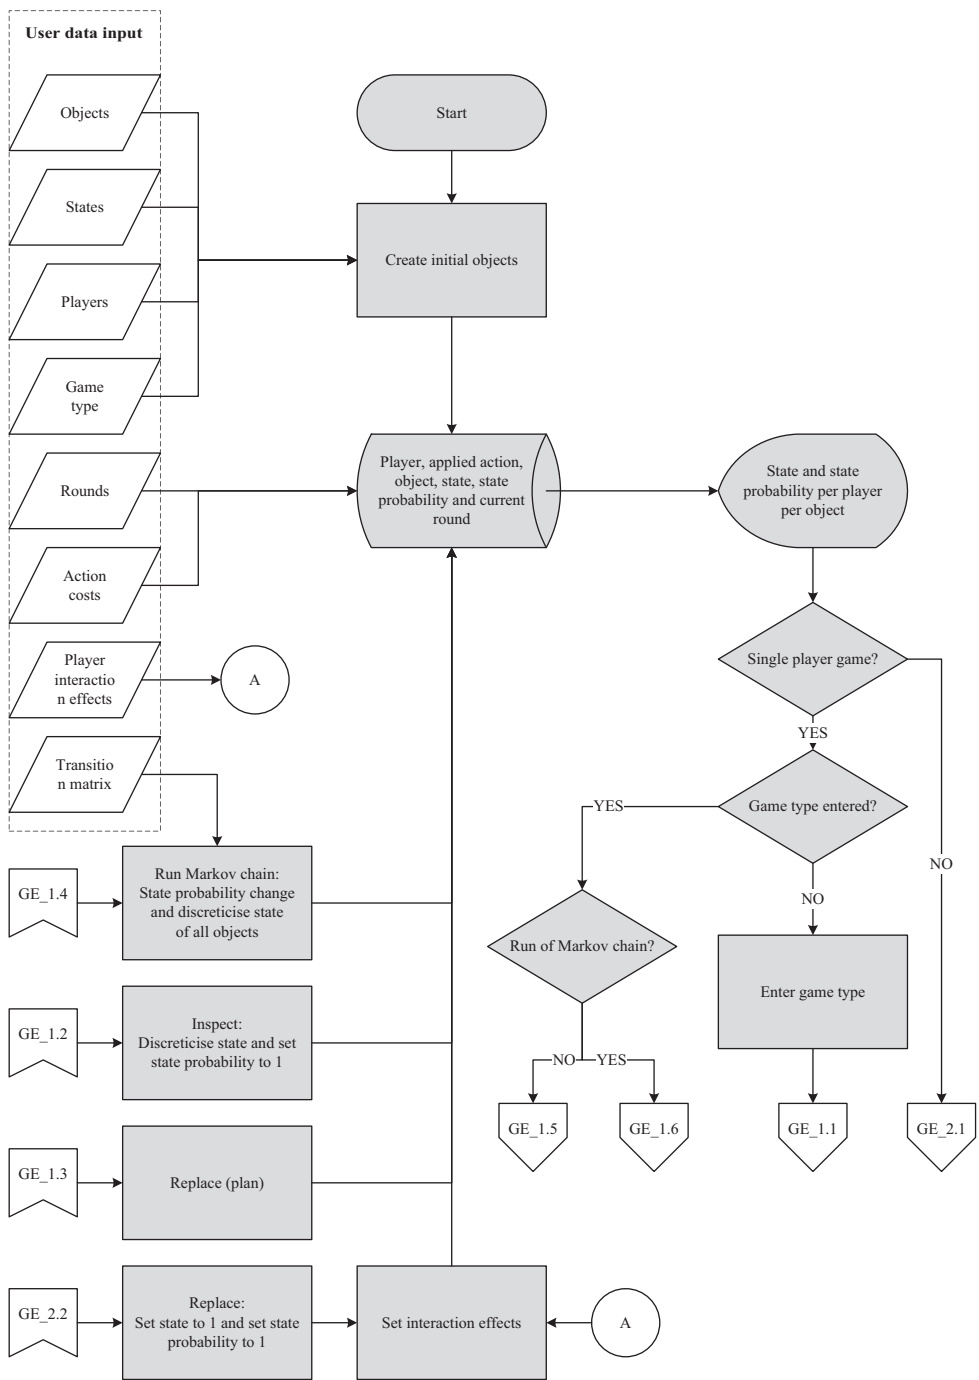 User data input
Objects
Start
States
Create initial objects
Players
Game
type
Rounds
Player, applied action,
object, state, state
probability and current
round
State and state
probability per player
per object
Action
costs
Player
interactio
n effects
A
Single player game?
YES
Transitio
n matrix
Game type entered?
YES
NO
NO
GE_1.4
Run Markov chain:
State probability change
and discreticise state
of all objects
Run of Markov chain?
Enter game type
GE_1.2
Inspect:
Discreticise state and set
state probability to 1
NO
YES
GE_1.5
GE_1.6
GE_1.1
GE_2.1
GE_1.3
Replace (plan)
GE_2.2
Replace:
Set state to 1 and set state
probability to 1
Set interaction effects
A